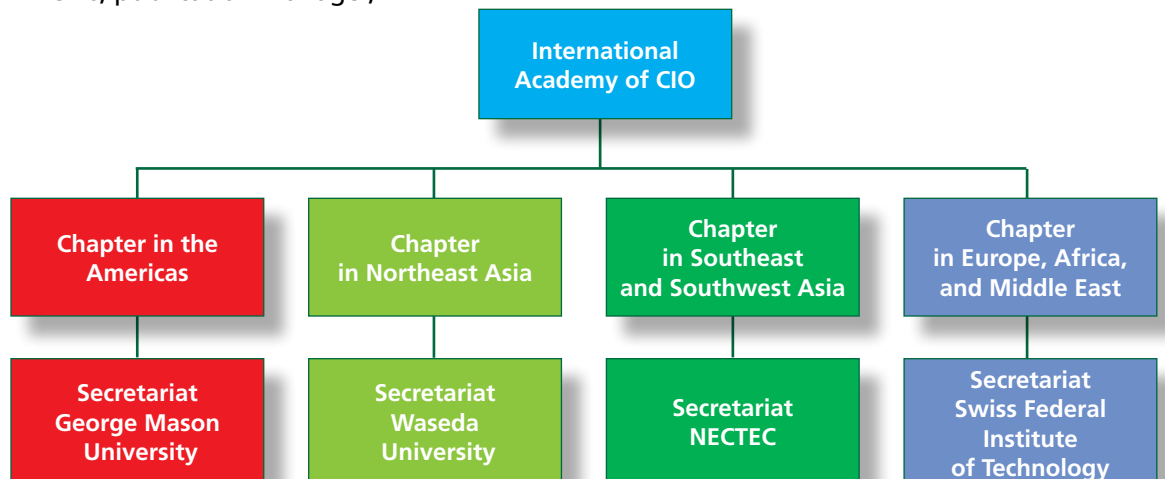 International
Academy of CIO
Chapter in the
Americas
Chapter
in Northeast Asia
Chapter
in Southeast
and Southwest Asia
Chapter
in Europe, Africa,
and Middle East
Secretariat
George Mason
University
Secretariat
Waseda
University
Secretariat
NECTEC
Secretariat
Swiss Federal
Institute
of Technology